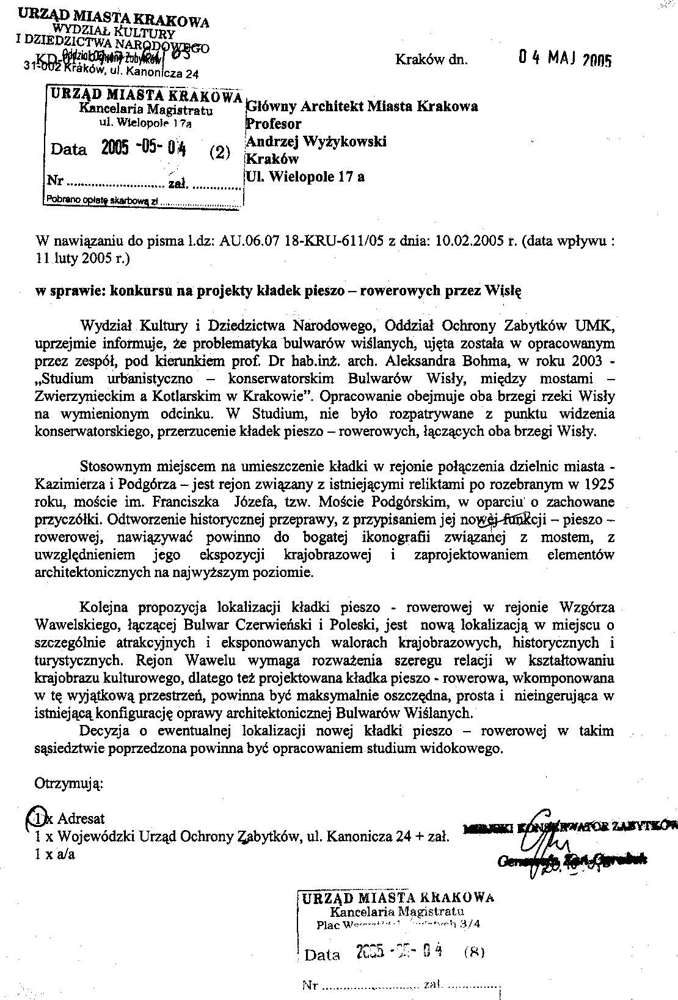 URZĄD MIASTA KRAKOWA
WYDZIAŁ KULTURY
I DZIEDZICTWA NARODOWEGO
Oddział Ochrony Zabytków
31-002 Kraków, ul. Kanonicza 24
Kraków dn. 04 MAJ 2005
URZĄD MIASTA KRAKOWA
Kancelaria Magistratu
ul. Wielopole 17a
Data 2005 -05- 04 (2)
Nr ........................... zał. ..............
Pobrano opłatę skarbową zł ................................
Główny Architekt Miasta Krakowa
Profesor
Andrzej Wyżykowski
Kraków
Ul. Wielopole 17 a
W nawiązaniu do pisma l.dz: AU.06.07 18-KRU-611/05 z dnia: 10.02.2005 r. (data wpływu :
11 luty 2005 r.)
w sprawie: konkursu na projekty kładek pieszo – rowerowych przez Wisłę
Wydział Kultury i Dziedzictwa Narodowego, Oddział Ochrony Zabytków UMK,
uprzejmie informuje, że problematyka bulwarów wiślanych, ujęta została w opracowanym
przez zespół, pod kierunkiem prof. Dr hab.inż. arch. Aleksandra Bohma, w roku 2003 -
„Studium urbanistyczno – konserwatorskim Bulwarów Wisły, między mostami –
Zwierzynieckim a Kotlarskim w Krakowie”. Opracowanie obejmuje oba brzegi rzeki Wisły
na wymienionym odcinku. W Studium, nie było rozpatrywane z punktu widzenia
konserwatorskiego, przerzucenie kładek pieszo – rowerowych, łączących oba brzegi Wisły.
Stosownym miejscem na umieszczenie kładki w rejonie połączenia dzielnic miasta -
Kazimierza i Podgórza – jest rejon związany z istniejącymi reliktami po rozebranym w 1925
roku, moście im. Franciszka Józefa, tzw. Moście Podgórskim, w oparciu o zachowane
przyczółki. Odtworzenie historycznej przeprawy, z przypisaniem jej nowej funkcji – pieszo –
rowerowej, nawiązywać powinno do bogatej ikonografii związanej z mostem, z
uwzględnieniem jego ekspozycji krajobrazowej i zaprojektowaniem elementów
architektonicznych na najwyższym poziomie.
Kolejna propozycja lokalizacji kładki pieszo - rowerowej w rejonie Wzgórza
Wawelskiego, łączącej Bulwar Czerwieński i Poleski, jest nową lokalizacją w miejscu o
szczególnie atrakcyjnych i eksponowanych walorach krajobrazowych, historycznych i
turystycznych. Rejon Wawelu wymaga rozważenia szeregu relacji w kształtowaniu
krajobrazu kulturowego, dlatego też projektowana kładka pieszo - rowerowa, wkomponowana
w tę wyjątkową przestrzeń, powinna być maksymalnie oszczędna, prosta i nieingerująca w
istniejącą konfigurację oprawy architektonicznej Bulwarów Wiślanych.
Decyzja o ewentualnej lokalizacji nowej kładki pieszo – rowerowej w takim
sąsiedztwie poprzedzona powinna być opracowaniem studium widokowego.
Otrzymują:
1 x Adresat
1 x Wojewódzki Urząd Ochrony Zabytków, ul. Kanonicza 24 + zał.
1 x a/a
MIEJSKI KONSERWATOR ZABYTKÓW
URZĄD MIASTA KRAKOWA
Kancelaria Magistratu
Plac 3/4
Data 2005 -05- 04 (8)
Nr ........................... zał. ..............